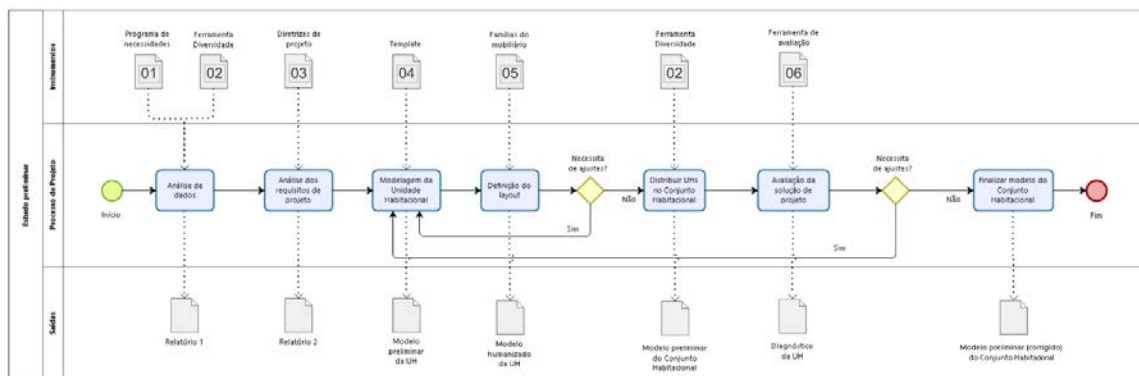 Estudo preliminar
Instrumentos
Programa de
necessidades
Ferramenta
Diversidade
Diretrizes de
projeto
Template
Famílias do
mobiliário
Ferramenta
Diversidade
Ferramenta de
avaliação
01
02
03
04
05
02
06
Processo de Projeto
Início
Análise de
dados
Análise dos
requisitos de
projeto
Modelagem da
Unidade
Habitacional
Definição do
layout
Necessita
de ajustes?
Não
Sim
Distribuir UHs
no Conjunto
Habitacional
Avaliação da
solução de
projeto
Necessita
de ajustes?
Não
Sim
Finalizar modelo do
Conjunto
Habitacional
Fim
Saídas
Relatório 1
Relatório 2
Modelo
preliminar
da UH
Modelo
humanizado
da UH
Modelo preliminar
do Conjunto
Habitacional
Diagnóstico
da UH
Modelo preliminar (corrigido)
do Conjunto Habitacional